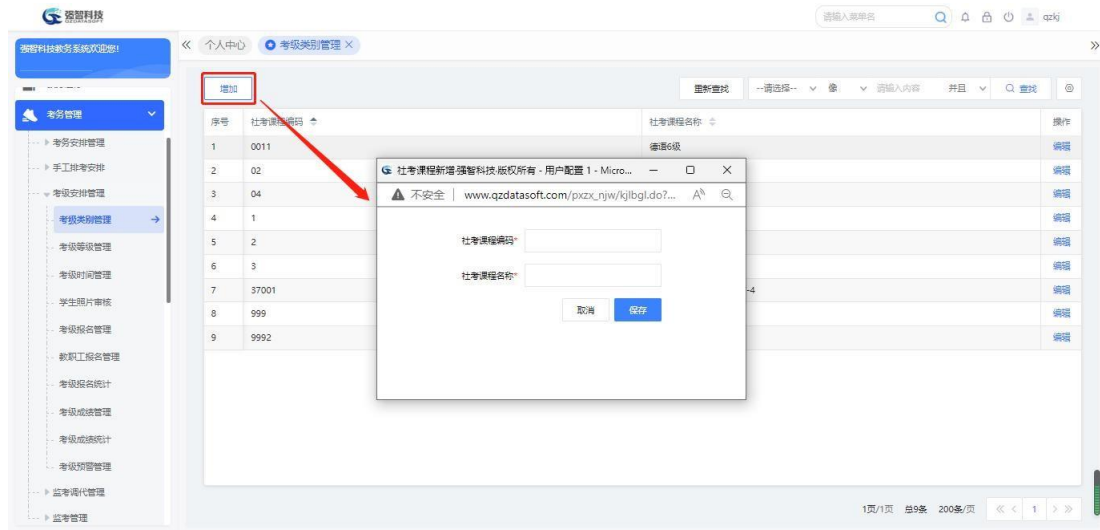 强智科技
QZDATASOFT
请输入菜单名
qzkj
强智科技教务系统欢迎您!
个人中心
考级类别管理
增加
重新查找
--请选择--
像
请输入内容
并且
查找
考务管理
考务安排管理
手工排考安排
考级安排管理
考级类别管理
考级等级管理
考级时间管理
学生照片审核
考级报名管理
教职工报名管理
考级报名统计
考级成绩管理
考级成绩统计
考级预警管理
监考调代管理
监考管理
序号 社考课程编码 社考课程名称 操作
1 0011 德语6级 编辑
2 02 编辑
3 04 编辑
4 1 编辑
5 2 编辑
6 3 编辑
7 37001 -4 编辑
8 999 编辑
9 9992 编辑
社考课程新增-强智科技.版权所有 - 用户配置 1 - Micro...
不安全 www.qzdatasoft.com/pxzx_njw/kjlbgl.do?...
社考课程编码*
社考课程名称*
取消 保存
1页/1页 总9条 200条/页 1